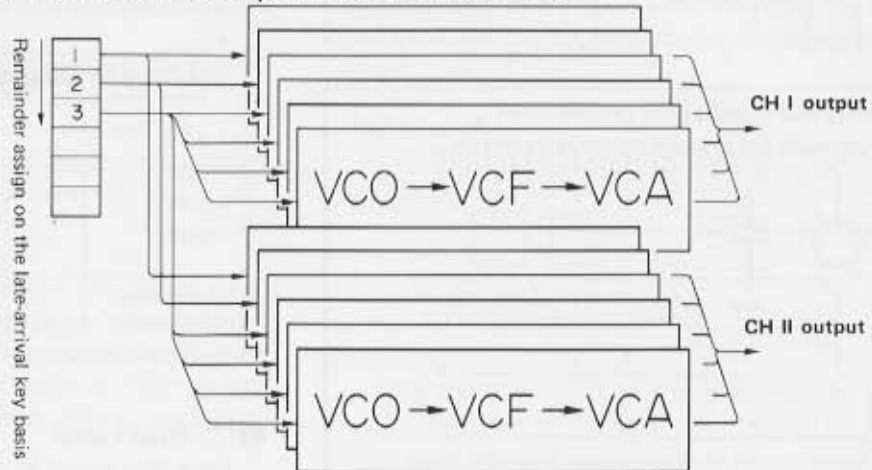 Remainder assign on the late-arrival key basis
1
2
3
CH I output
VCO → VCF → VCA
CH II output
VCO → VCF → VCA